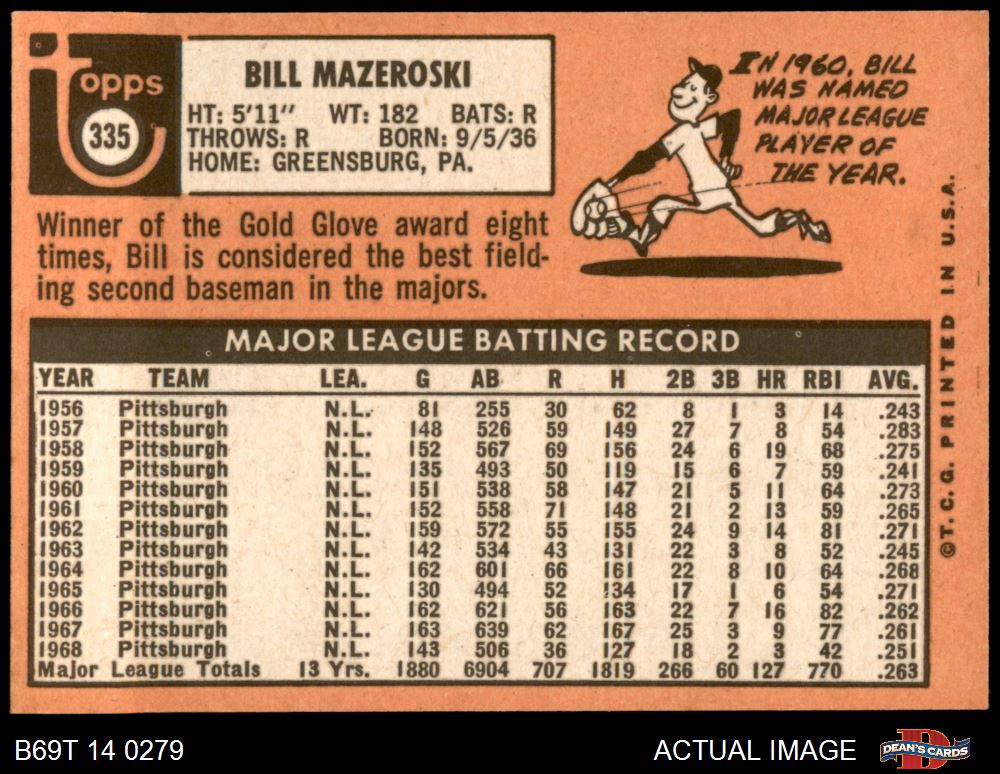 topps
335
BILL MAZEROSKI
HT: 5'11" WT: 182 BATS: R
THROWS: R BORN: 9/5/36
HOME: GREENSBURG, PA.
IN 1960, BILL
WAS NAMED
MAJOR LEAGUE
PLAYER OF
THE YEAR.
Winner of the Gold Glove award eight
times, Bill is considered the best field-
ing second baseman in the majors.
MAJOR LEAGUE BATTING RECORD
YEAR TEAM LEA. G AB R H 2B 3B HR RBI AVG.
1956 Pittsburgh N.L. 81 255 30 62 8 1 3 14 .243
1957 Pittsburgh N.L. 148 526 59 149 27 7 8 54 .283
1958 Pittsburgh N.L. 152 567 69 156 24 6 19 68 .275
1959 Pittsburgh N.L. 135 493 50 119 15 6 7 59 .241
1960 Pittsburgh N.L. 151 538 58 147 21 5 11 64 .273
1961 Pittsburgh N.L. 152 558 71 148 21 2 13 59 .265
1962 Pittsburgh N.L. 159 572 55 155 24 9 14 81 .271
1963 Pittsburgh N.L. 142 534 43 131 22 3 8 52 .245
1964 Pittsburgh N.L. 162 601 66 161 22 8 10 64 .268
1965 Pittsburgh N.L. 130 494 52 134 17 1 6 54 .271
1966 Pittsburgh N.L. 162 621 56 163 22 7 16 82 .262
1967 Pittsburgh N.L. 163 639 62 167 25 3 9 77 .261
1968 Pittsburgh N.L. 143 506 36 127 18 2 3 42 .251
Major League Totals 13 Yrs. 1880 6904 707 1819 266 60 127 770 .263
©T.C.G. PRINTED IN U.S.A.
B69T 14 0279
ACTUAL IMAGE
DEAN'S CARDS